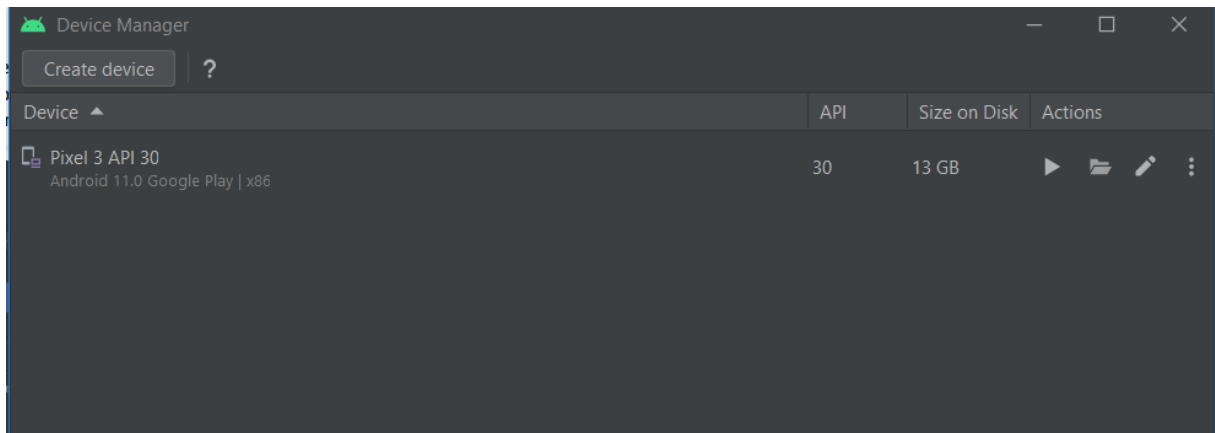 Device Manager
Create device ?
Device API Size on Disk Actions
Pixel 3 API 30
Android 11.0 Google Play | x86
30 13 GB